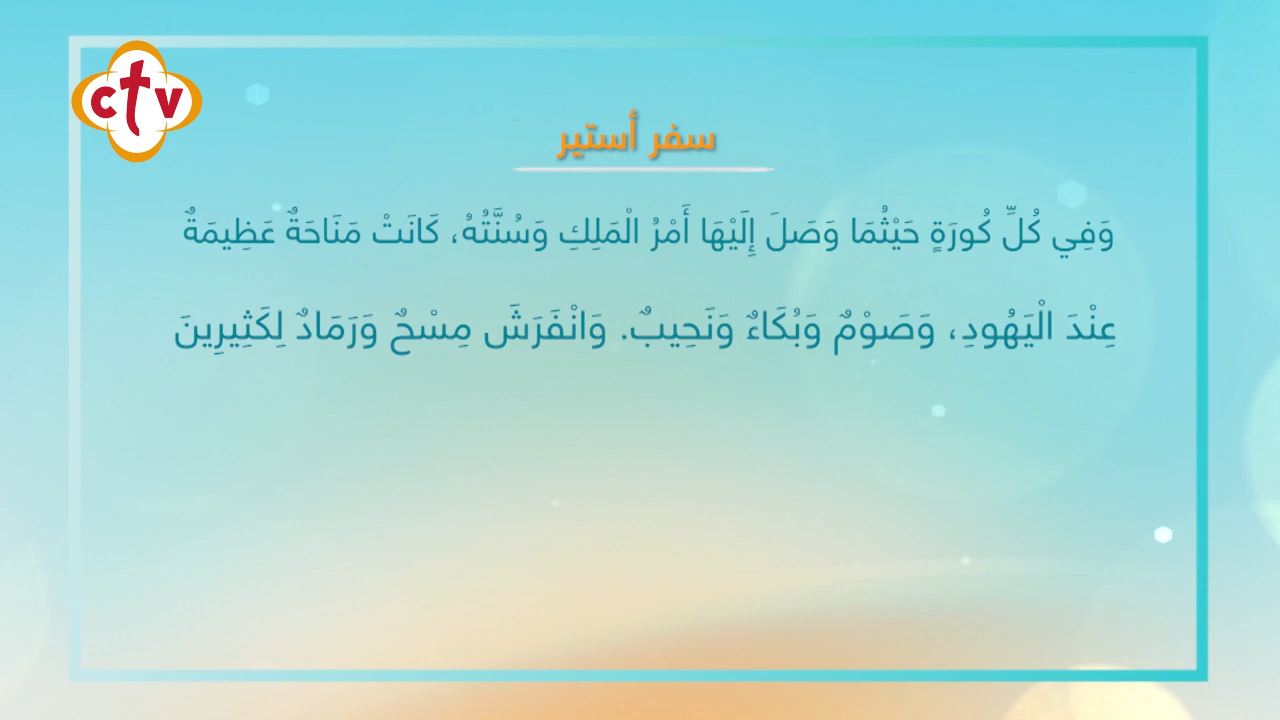 ctv
سفر أستير
وَفِي كُلِّ كُورَةٍ حَيْثُمَا وَصَلَ إِلَيْهَا أَمْرُ الْمَلِكِ وَسُنَّتُهُ، كَانَتْ مَنَاحَةٌ عَظِيمَةٌ
عِنْدَ الْيَهُودِ، وَصَوْمٌ وَبُكَاءٌ وَنَحِيبٌ. وَانْفَرَشَ مِسْحٌ وَرَمَادٌ لِكَثِيرِينَ